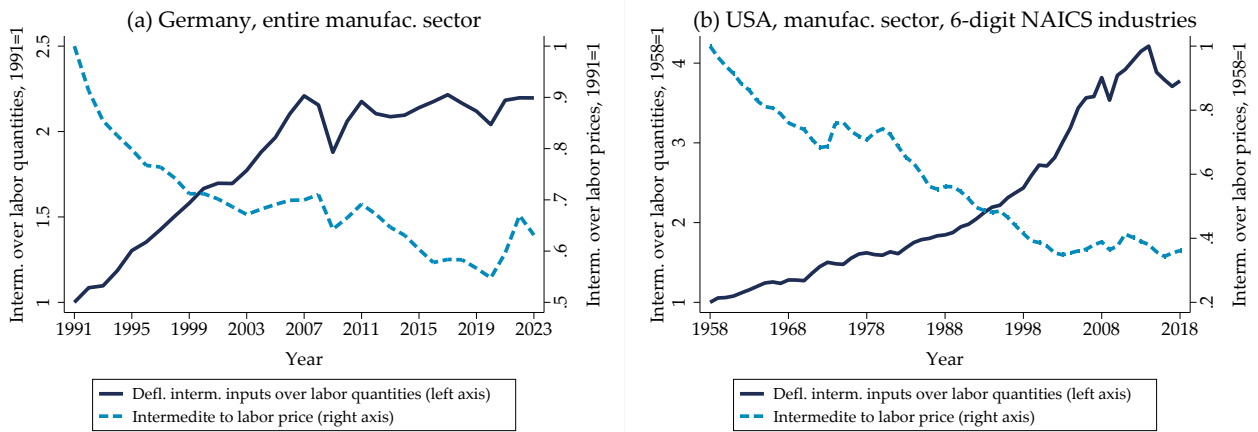 (a) Germany, entire manufac. sector
Interm. over labor quantities, 1991=1
2.5
2
1.5
1
1
.9
.8
.7
.6
.5
Interm. over labor prices, 1991=1
1991 1995 1999 2003 2007 2011 2015 2019 2023
Year
Defl. interm. inputs over labor quantities (left axis)
Intermedite to labor price (right axis)
(b) USA, manufac. sector, 6-digit NAICS industries
Interm. over labor quantities, 1958=1
4
3
2
1
1
.8
.6
.4
.2
Interm. over labor prices, 1958=1
1958 1968 1978 1988 1998 2008 2018
Year
Defl. interm. inputs over labor quantities (left axis)
Intermedite to labor price (right axis)